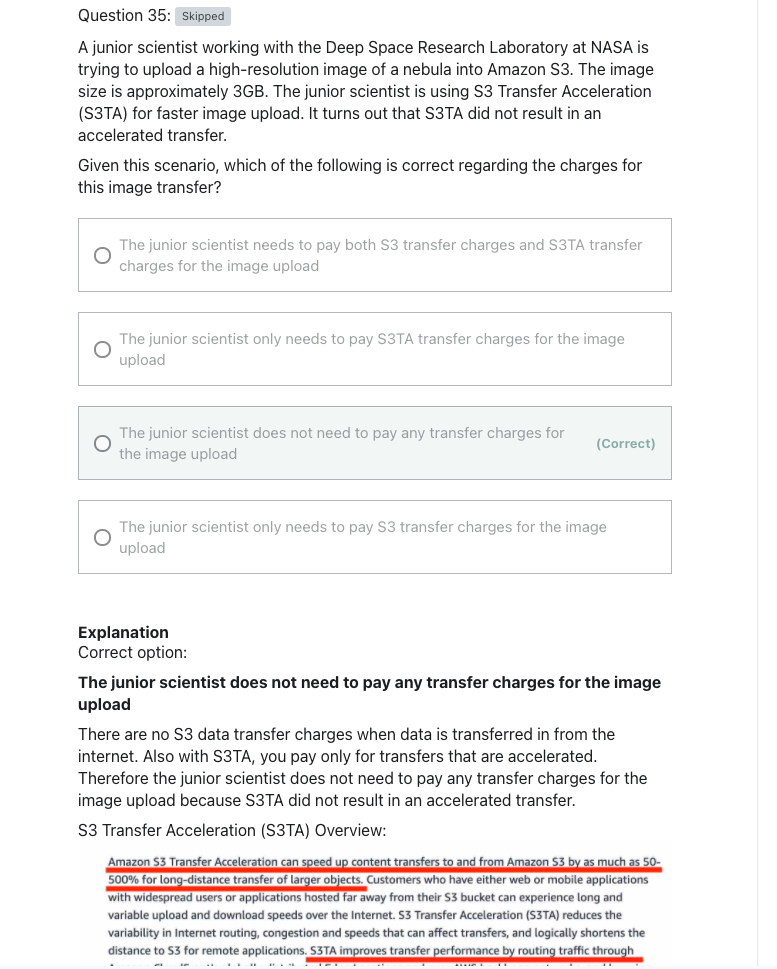 Question 35: Skipped
A junior scientist working with the Deep Space Research Laboratory at NASA is
trying to upload a high-resolution image of a nebula into Amazon S3. The image
size is approximately 3GB. The junior scientist is using S3 Transfer Acceleration
(S3TA) for faster image upload. It turns out that S3TA did not result in an
accelerated transfer.
Given this scenario, which of the following is correct regarding the charges for
this image transfer?
The junior scientist needs to pay both S3 transfer charges and S3TA transfer
charges for the image upload
The junior scientist only needs to pay S3TA transfer charges for the image
upload
The junior scientist does not need to pay any transfer charges for
the image upload
(Correct)
The junior scientist only needs to pay S3 transfer charges for the image
upload
Explanation
Correct option:
The junior scientist does not need to pay any transfer charges for the image
upload
There are no S3 data transfer charges when data is transferred in from the
internet. Also with S3TA, you pay only for transfers that are accelerated.
Therefore the junior scientist does not need to pay any transfer charges for the
image upload because S3TA did not result in an accelerated transfer.
S3 Transfer Acceleration (S3TA) Overview:
Amazon S3 Transfer Acceleration can speed up content transfers to and from Amazon S3 by as much as 50-
500% for long-distance transfer of larger objects. Customers who have either web or mobile applications
with widespread users or applications hosted far away from their S3 bucket can experience long and
variable upload and download speeds over the Internet. S3 Transfer Acceleration (S3TA) reduces the
variability in Internet routing, congestion and speeds that can affect transfers, and logically shortens the
distance to S3 for remote applications. S3TA improves transfer performance by routing traffic through